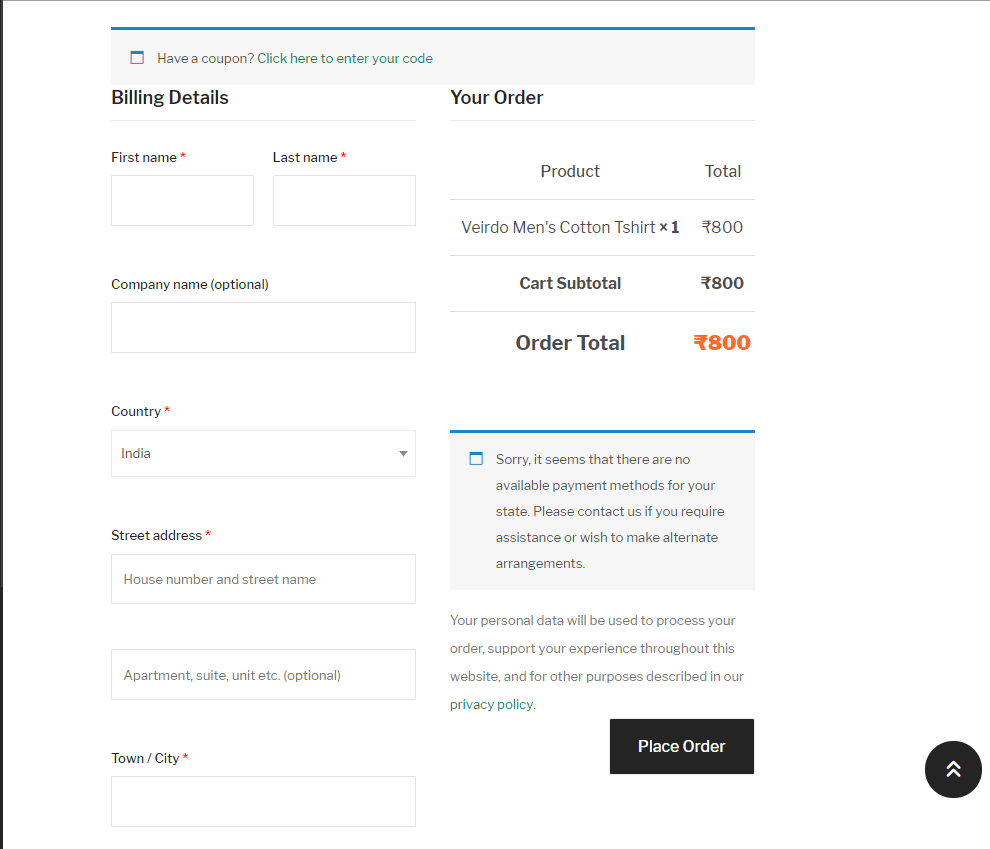 Have a coupon? Click here to enter your code
Billing Details
First name *
Last name *
Company name (optional)
Country *
India
Street address *
House number and street name
Apartment, suite, unit etc. (optional)
Town / City *
Your Order
Product Total
Veirdo Men's Cotton Tshirt × 1 ₹800
Cart Subtotal ₹800
Order Total ₹800
Sorry, it seems that there are no
available payment methods for your
state. Please contact us if you require
assistance or wish to make alternate
arrangements.
Your personal data will be used to process your
order, support your experience throughout this
website, and for other purposes described in our
privacy policy.
Place Order